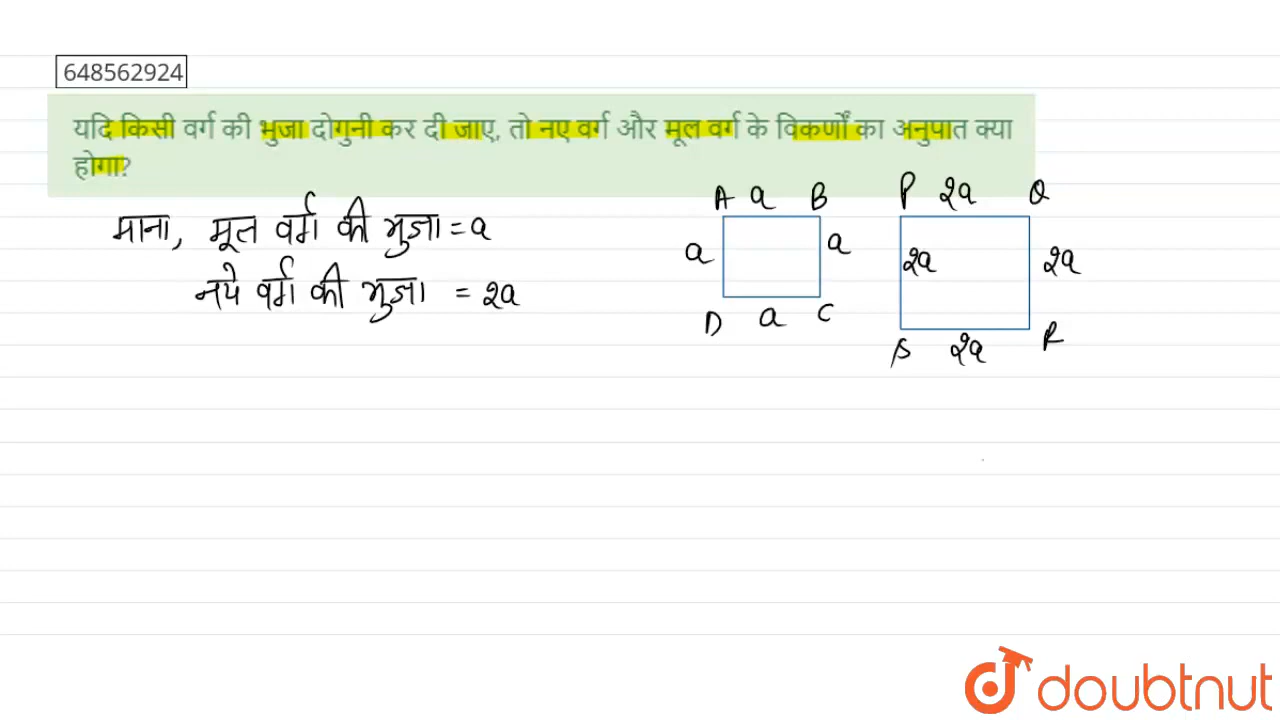 648562924
यदि किसी वर्ग की भुजा दोगुनी कर दी जाए, तो नए वर्ग और मूल वर्ग के विकर्णों का अनुपात क्या
होगा?
माना, मूल वर्ग की भुजा = a
नये वर्ग की भुजा = 2a
A a B
a a
D a C
P 2a Q
2a 2a
S 2a R
doubtnut